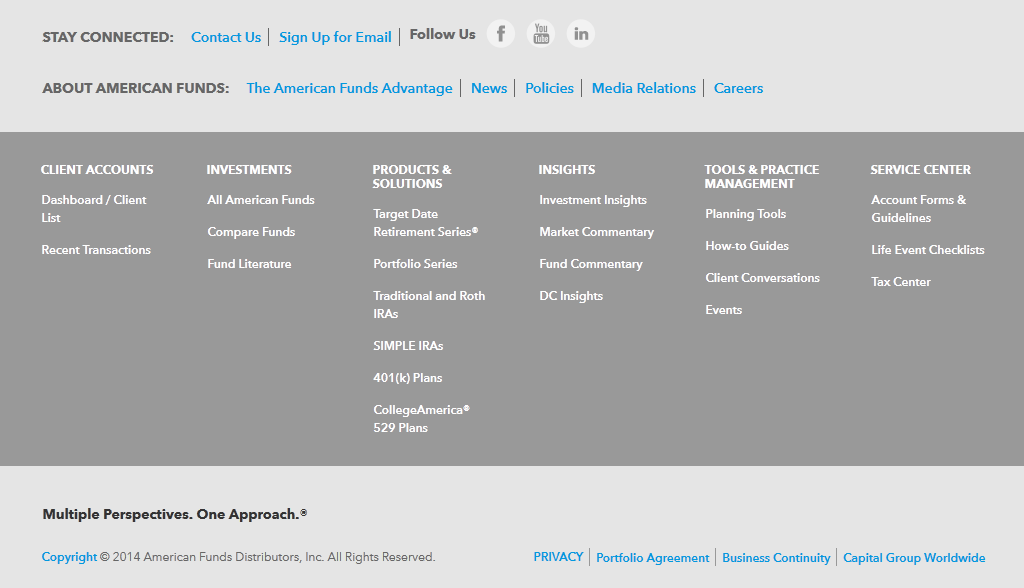 STAY CONNECTED: Contact Us Sign Up for Email Follow Us f You Tube in
ABOUT AMERICAN FUNDS: The American Funds Advantage News Policies Media Relations Careers
CLIENT ACCOUNTS
Dashboard / Client
List
Recent Transactions
INVESTMENTS
All American Funds
Compare Funds
Fund Literature
PRODUCTS &
SOLUTIONS
Target Date
Retirement Series®
Portfolio Series
Traditional and Roth
IRAs
SIMPLE IRAs
401(k) Plans
CollegeAmerica®
529 Plans
INSIGHTS
Investment Insights
Market Commentary
Fund Commentary
DC Insights
TOOLS & PRACTICE
MANAGEMENT
Planning Tools
How-to Guides
Client Conversations
Events
SERVICE CENTER
Account Forms &
Guidelines
Life Event Checklists
Tax Center
Multiple Perspectives. One Approach.®
Copyright © 2014 American Funds Distributors, Inc. All Rights Reserved. PRIVACY Portfolio Agreement Business Continuity Capital Group Worldwide